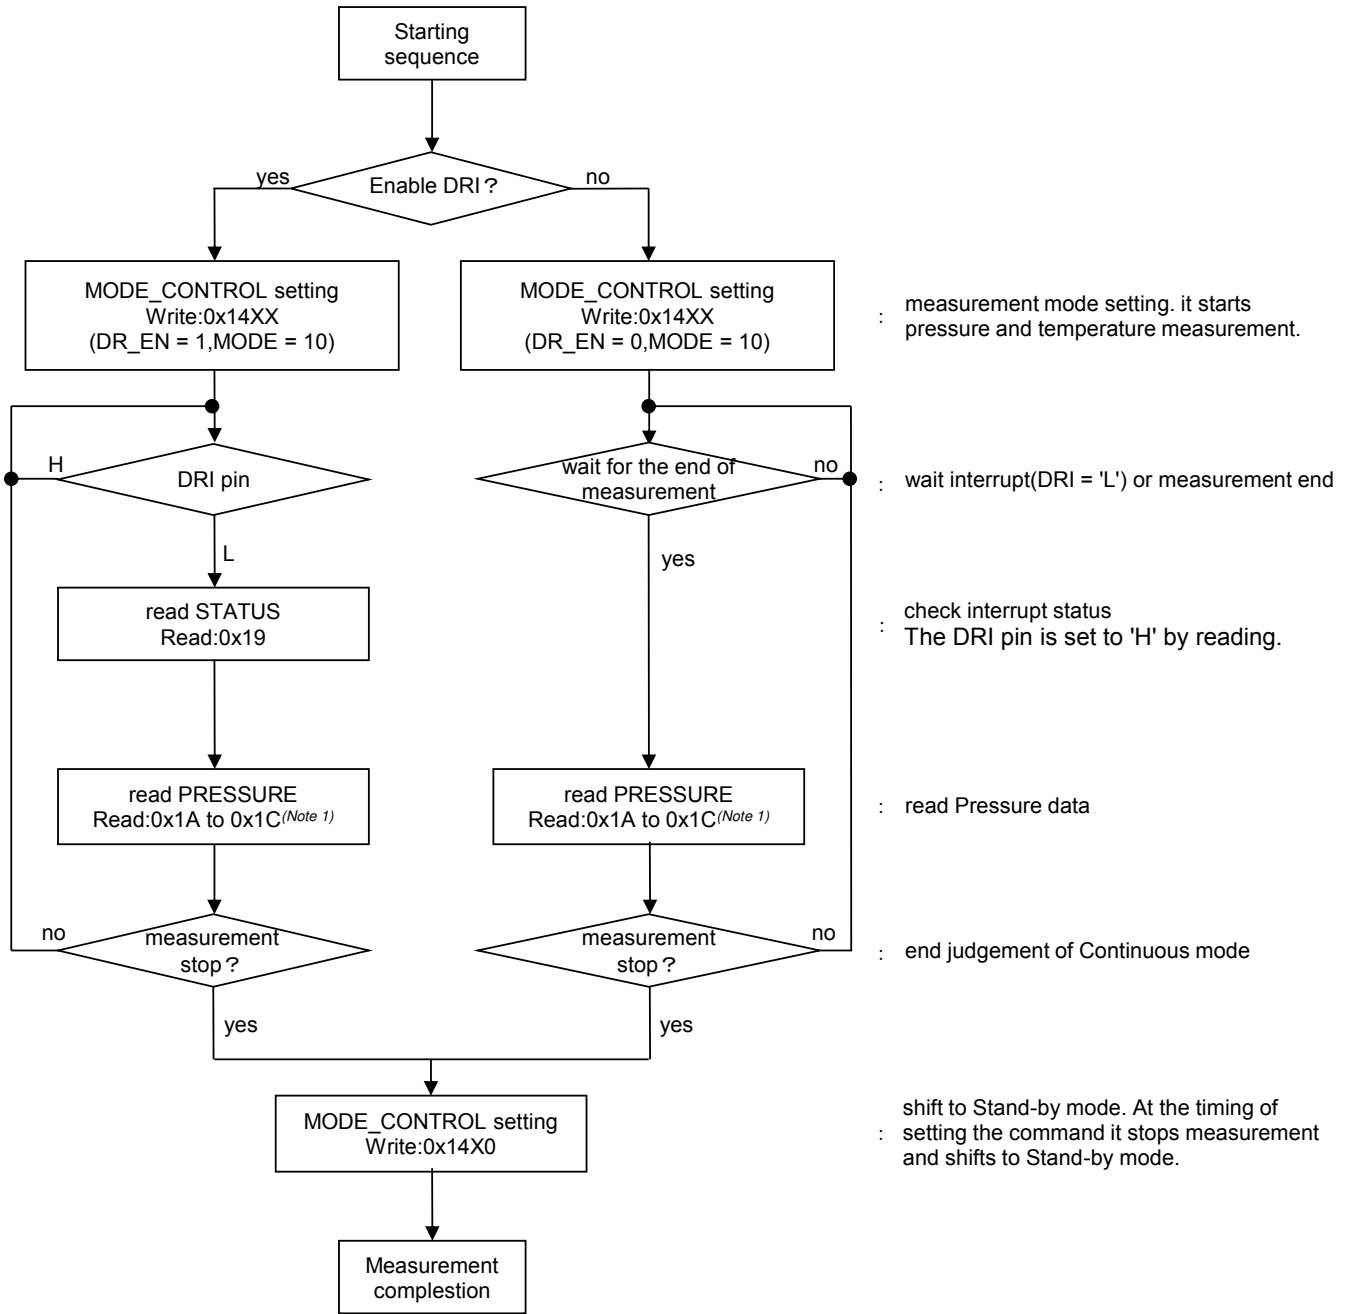 Starting
sequence
yes
Enable DRI？
no
MODE_CONTROL setting
Write:0x14XX
(DR_EN = 1,MODE = 10)
MODE_CONTROL setting
Write:0x14XX
(DR_EN = 0,MODE = 10)
: measurement mode setting. it starts
pressure and temperature measurement.
H
DRI pin
wait for the end of
measurement
no
: wait interrupt(DRI = 'L') or measurement end
L
yes
read STATUS
Read:0x19
check interrupt status
: The DRI pin is set to 'H' by reading.
read PRESSURE
Read:0x1A to 0x1C(Note 1)
read PRESSURE
Read:0x1A to 0x1C(Note 1)
: read Pressure data
no
measurement
stop？
measurement
stop？
no
: end judgement of Continuous mode
yes
yes
MODE_CONTROL setting
Write:0x14X0
shift to Stand-by mode. At the timing of
: setting the command it stops measurement
and shifts to Stand-by mode.
Measurement
complestion